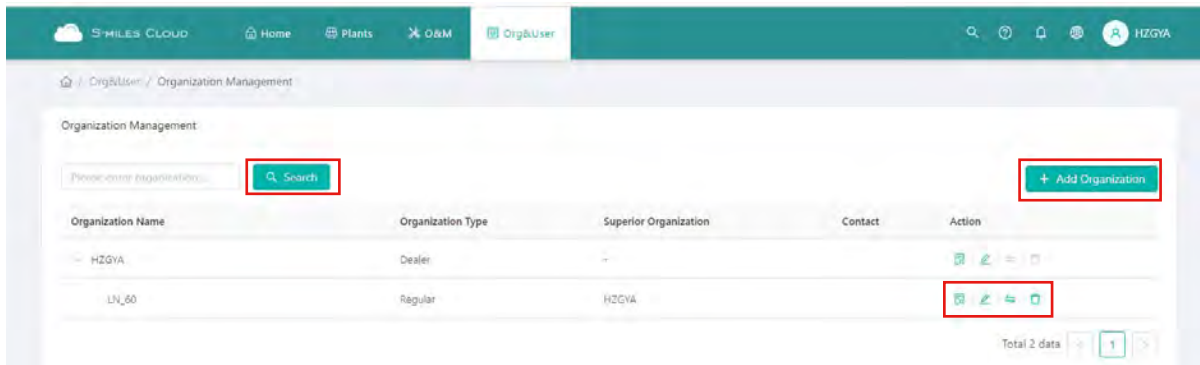 S-MILES CLOUD Home Plants O&M Org&User HZGYA
/ Org&User / Organization Management
Organization Management
Please enter organization... Search + Add Organization
Organization Name Organization Type Superior Organization Contact Action
- HZGYA Dealer -
LN_60 Regular HZGYA
Total 2 data < 1 >